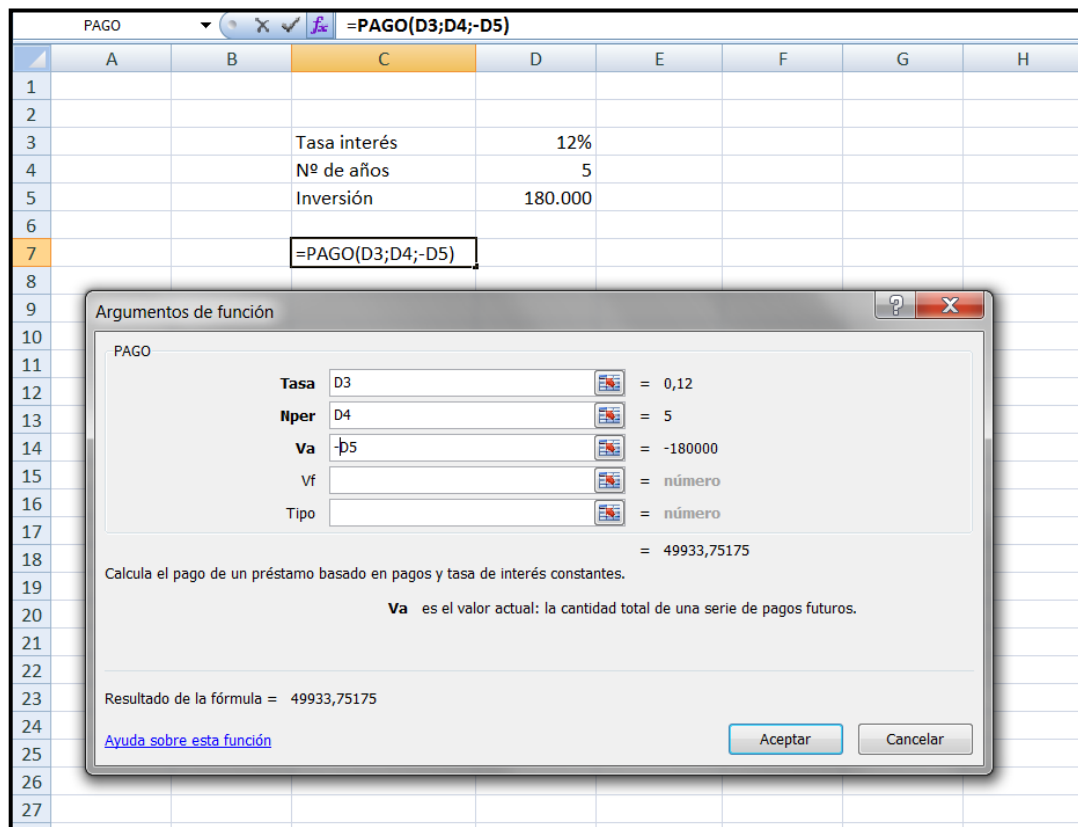 PAGO fx =PAGO(D3;D4;-D5)
A B C D E F G H
1
2
3 Tasa interés 12%
4 Nº de años 5
5 Inversión 180.000
6
7 =PAGO(D3;D4;-D5)
8
9 Argumentos de función ?
10 PAGO
11
12 Tasa D3 = 0,12
13 Nper D4 = 5
14 Va -D5 = -180000
15 Vf = número
16 Tipo = número
17
18 = 49933,75175
19 Calcula el pago de un préstamo basado en pagos y tasa de interés constantes.
20 Va es el valor actual: la cantidad total de una serie de pagos futuros.
21
22
23 Resultado de la fórmula = 49933,75175
24 Ayuda sobre esta función Aceptar Cancelar
25
26
27